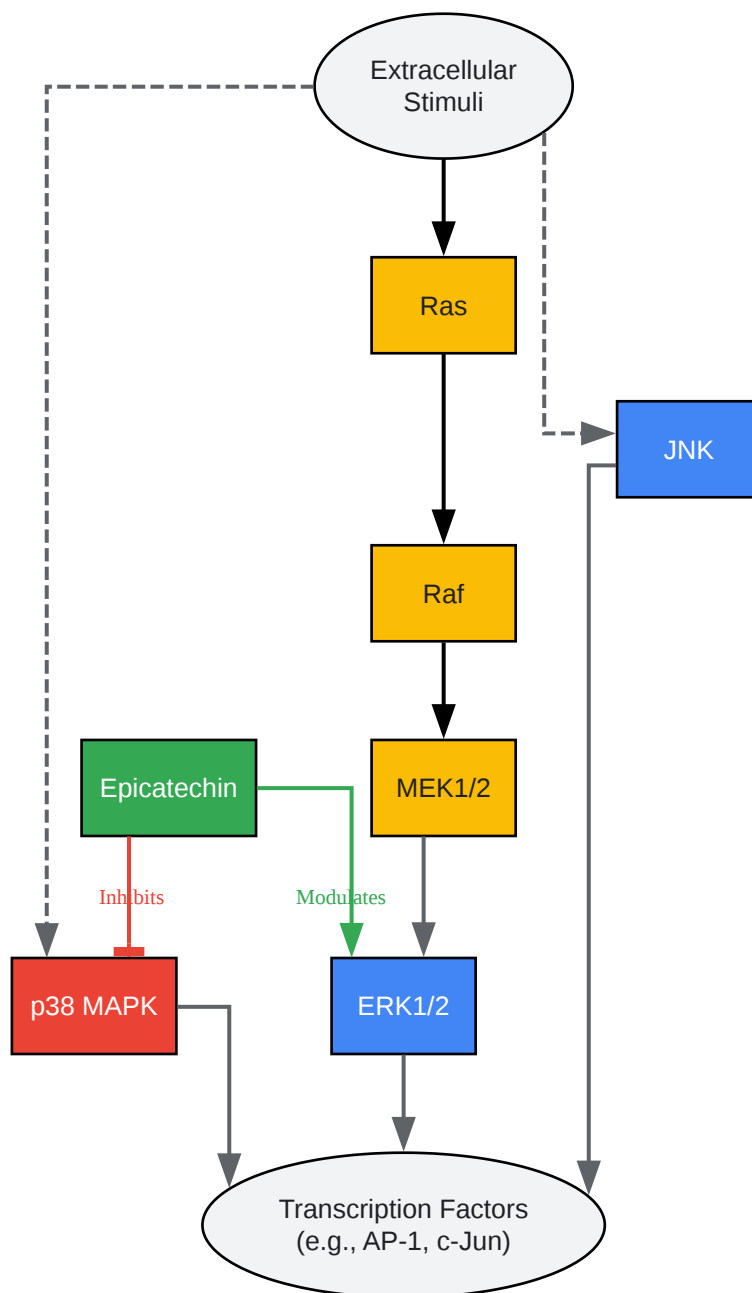 Extracellular
Stimuli
Ras
JNK
Raf
Epicatechin
MEK1/2
Inhibits
Modulates
p38 MAPK
ERK1/2
Transcription Factors
(e.g., AP-1, c-Jun)